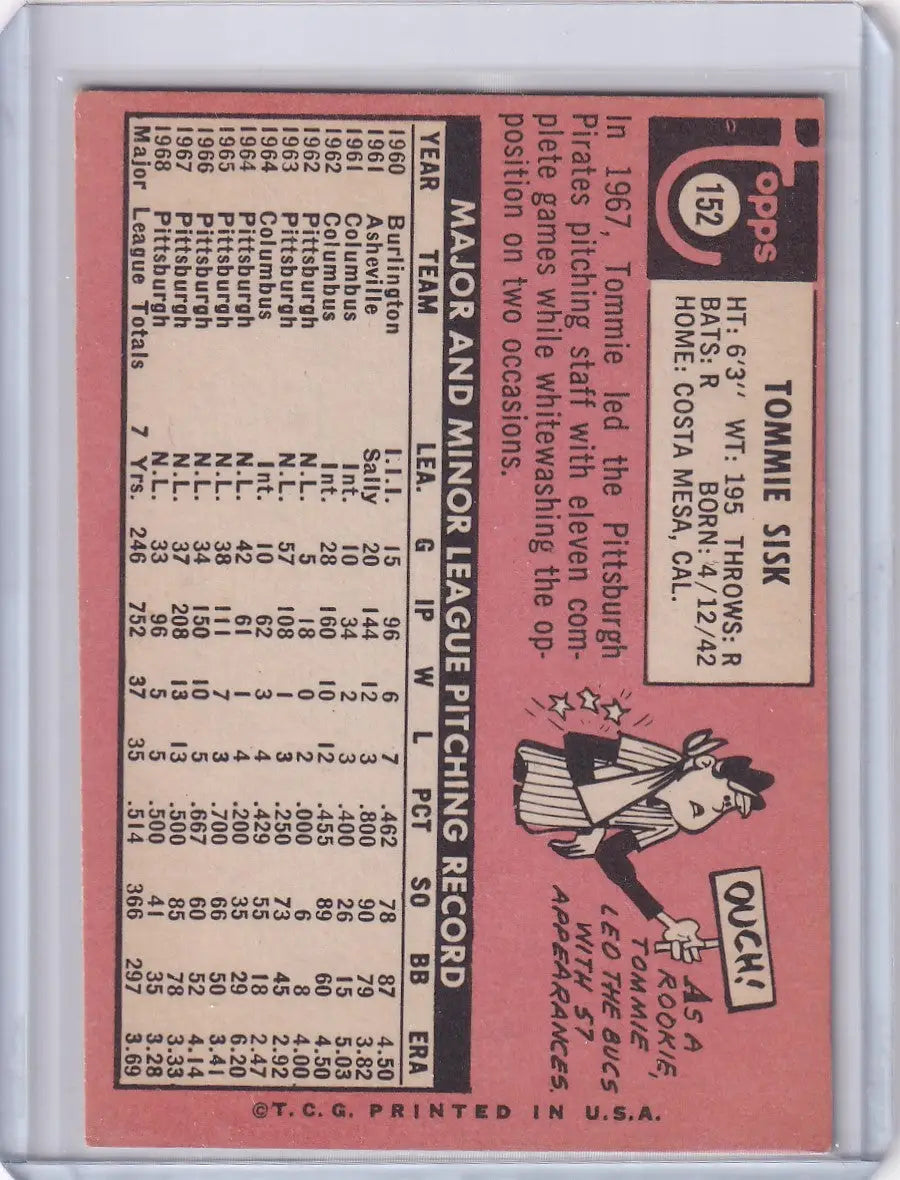 Topps
152
TOMMIE SISK
HT: 6'3" WT: 195 THROWS: R
BATS: R BORN: 4/12/42
HOME: COSTA MESA, CAL.
In 1967, Tommie led the Pittsburgh
Pirates pitching staff with eleven com-
plete games while whitewashing the op-
position on two occasions.
OUCH!
AS A
ROOKIE,
TOMMIE
LED THE BUCS
WITH 57
APPEARANCES.
MAJOR AND MINOR LEAGUE PITCHING RECORD
YEAR TEAM LEA. G IP W L PCT SO BB ERA
1960 Burlington I.I.I. 15 96 6 7 .462 78 87 4.50
1961 Asheville Sally 20 144 12 3 .800 90 79 3.82
1961 Columbus Int. 10 34 2 3 .400 26 15 5.03
1962 Columbus Int. 28 160 10 12 .455 89 60 4.50
1962 Pittsburgh N.L. 5 18 0 2 .000 6 8 4.00
1963 Pittsburgh N.L. 57 108 1 3 .250 73 45 2.92
1964 Columbus Int. 10 62 3 4 .429 55 18 2.47
1964 Pittsburgh N.L. 42 61 1 4 .200 35 29 6.20
1965 Pittsburgh N.L. 38 111 7 3 .700 66 50 3.41
1966 Pittsburgh N.L. 34 150 10 5 .667 60 52 4.14
1967 Pittsburgh N.L. 37 208 13 13 .500 85 78 3.33
1968 Pittsburgh N.L. 33 96 5 5 .500 41 35 3.28
Major League Totals 7 Yrs. 246 752 37 35 .514 366 297 3.69
©T.C.G. PRINTED IN U.S.A.